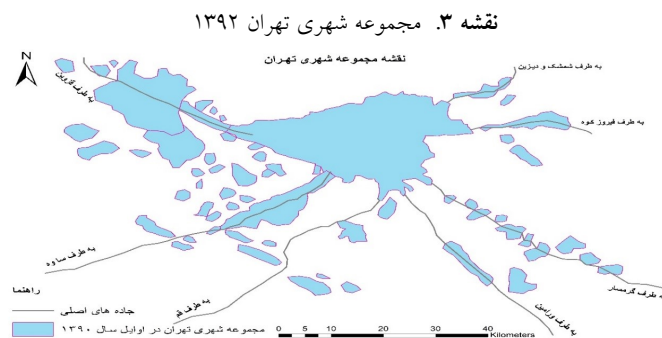 نقشه ۳. مجموعه شهری تهران ۱۳۹۲
نقشه مجموعه شهری تهران
N
به طرف شمشک و دیزین
به طرف قزوین
به طرف فیروز کوه
به طرف ساوه
به طرف قم
به طرف ورامین
به طرف گرمسار
راهنما
جاده های اصلی
مجموعه شهری تهران در اوایل سال ۱۳۹۰
0 5 10 20 30 40
Kilometers